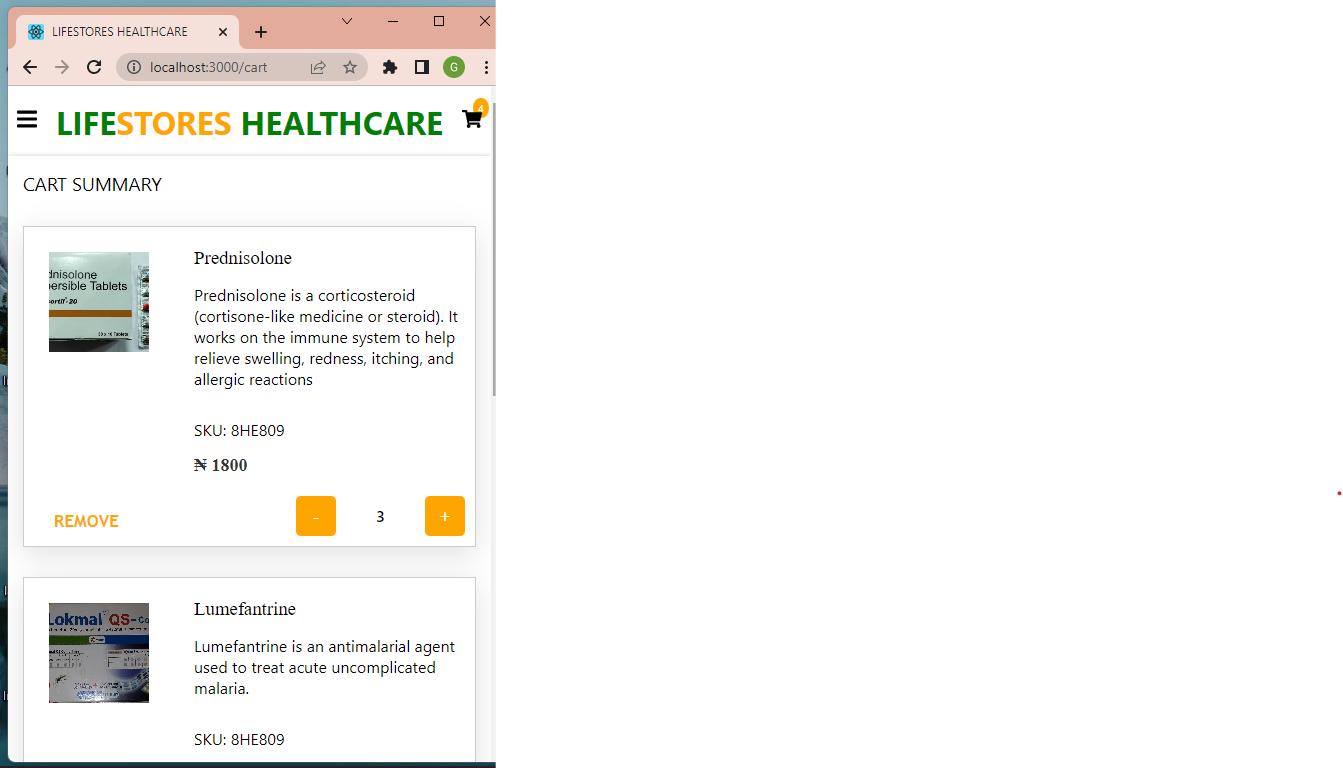 LIFESTORES HEALTHCARE
localhost:3000/cart
G
LIFESTORES HEALTHCARE
4
CART SUMMARY
Prednisolone
dnisolone
persible Tablets
Prednisolone is a corticosteroid
(cortisone-like medicine or steroid). It
works on the immune system to help
relieve swelling, redness, itching, and
allergic reactions
SKU: 8HE809
₦ 1800
REMOVE
-
3
+
Lumefantrine
Lokmal QS-Co
Lumefantrine is an antimalarial agent
used to treat acute uncomplicated
malaria.
SKU: 8HE809